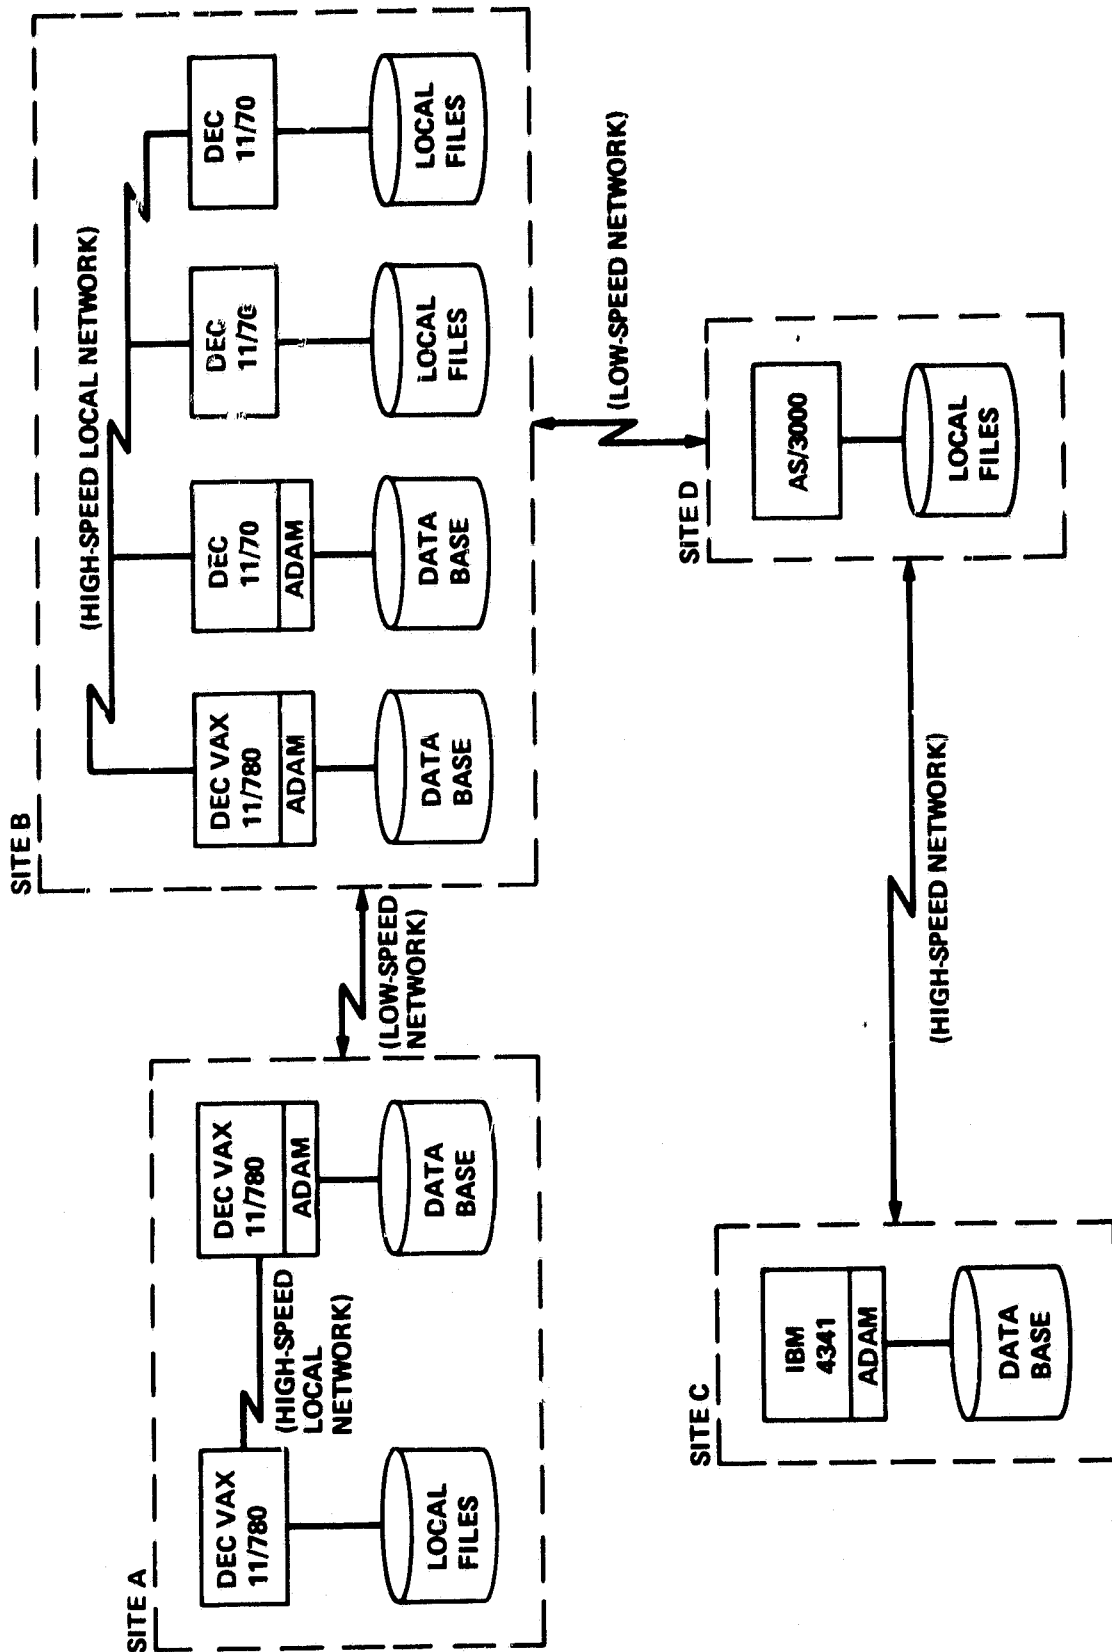 SITE A
DEC VAX
11/780
LOCAL
FILES
(HIGH-SPEED
LOCAL
NETWORK)
DEC VAX
11/780
ADAM
DATA
BASE
(LOW-SPEED
NETWORK)
SITE B
(HIGH-SPEED LOCAL NETWORK)
DEC VAX
11/780
ADAM
DATA
BASE
DEC
11/70
ADAM
DATA
BASE
DEC
11/70
LOCAL
FILES
DEC
11/70
LOCAL
FILES
(LOW-SPEED NETWORK)
SITE C
IBM
4341
ADAM
DATA
BASE
(HIGH-SPEED NETWORK)
SITE D
AS/3000
LOCAL
FILES